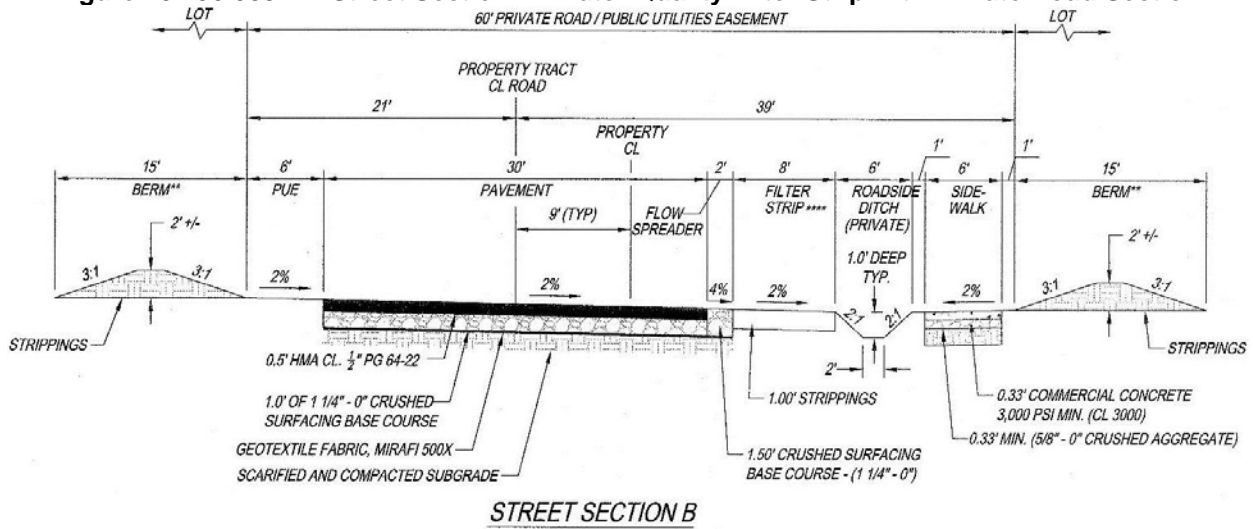 LOT
60' PRIVATE ROAD / PUBLIC UTILITIES EASEMENT
LOT
PROPERTY TRACT
CL ROAD
21'
39'
PROPERTY
CL
15'
BERM**
6'
PUE
30'
PAVEMENT
2'
FLOW
SPREADER
8'
FILTER
STRIP ****
6'
ROADSIDE
DITCH
(PRIVATE)
1'
6'
SIDE-
WALK
1'
15'
BERM**
9' (TYP)
1.0' DEEP
TYP.
2' +/-
2' +/-
3:1
3:1
2%
2%
4%
2%
2:1
2:1
2%
3:1
3:1
STRIPPINGS
STRIPPINGS
0.5' HMA CL. ½" PG 64-22
2'
1.0' OF 1 1/4" - 0" CRUSHED
SURFACING BASE COURSE
1.00' STRIPPINGS
0.33' COMMERCIAL CONCRETE
3,000 PSI MIN. (CL 3000)
0.33' MIN. (5/8" - 0" CRUSHED AGGREGATE)
GEOTEXTILE FABRIC, MIRAFI 500X
SCARIFIED AND COMPACTED SUBGRADE
1.50' CRUSHED SURFACING
BASE COURSE - (1 1/4" - 0")
STREET SECTION B